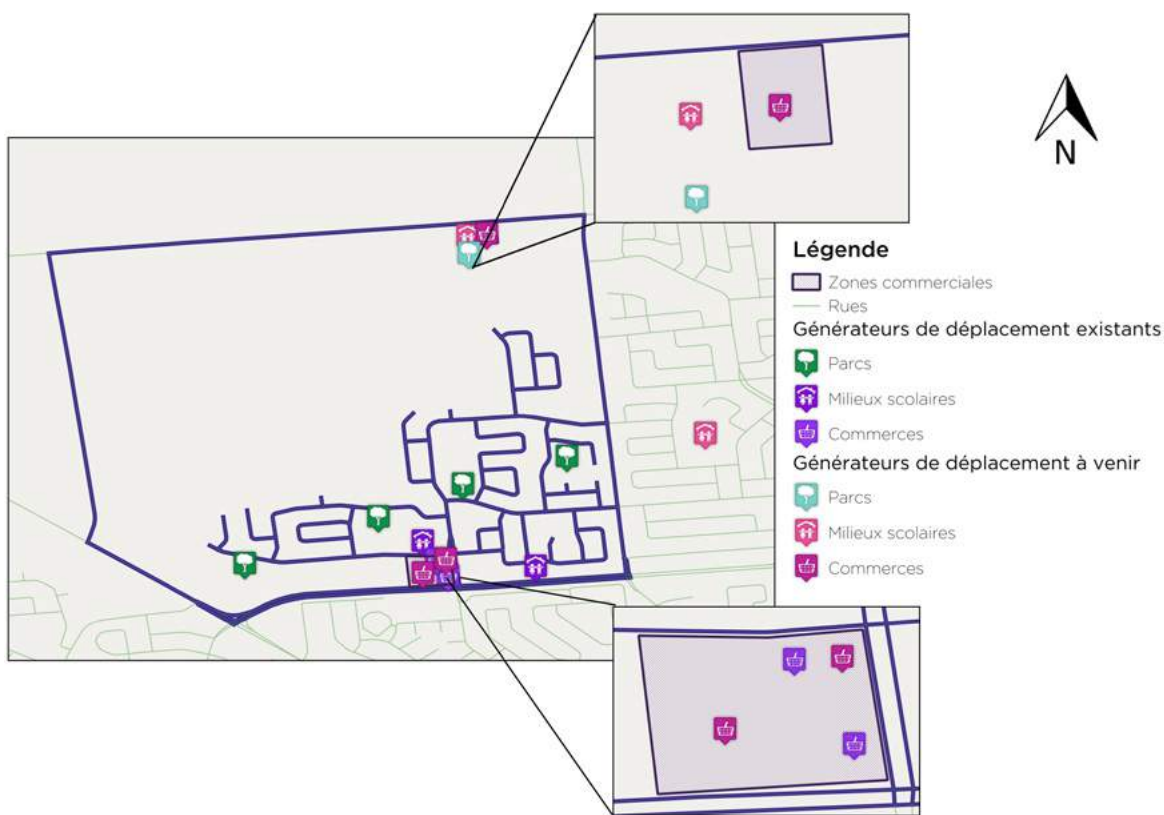 N
Légende
Zones commerciales
Rues
Générateurs de déplacement existants
Parcs
Milieux scolaires
Commerces
Générateurs de déplacement à venir
Parcs
Milieux scolaires
Commerces